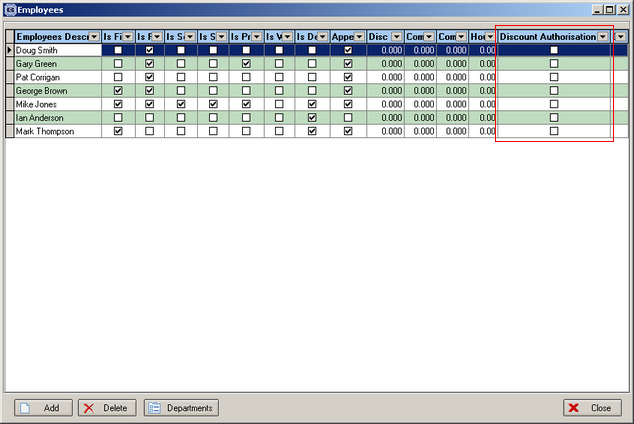 Employees
Employees Descri Is Fi Is F Is So Is S Is Pr Is V Is De Appe Disc Com Com Hou Discount Authorisation
Doug Smith 0.000 0.000 0.000 0.00
Gary Green 0.000 0.000 0.000 0.00
Pat Corrigan 0.000 0.000 0.000 0.00
George Brown 0.000 0.000 0.000 0.00
Mike Jones 0.000 0.000 0.000 0.00
Ian Anderson 0.000 0.000 0.000 0.00
Mark Thompson 0.000 0.000 0.000 0.00
Add Delete Departments Close